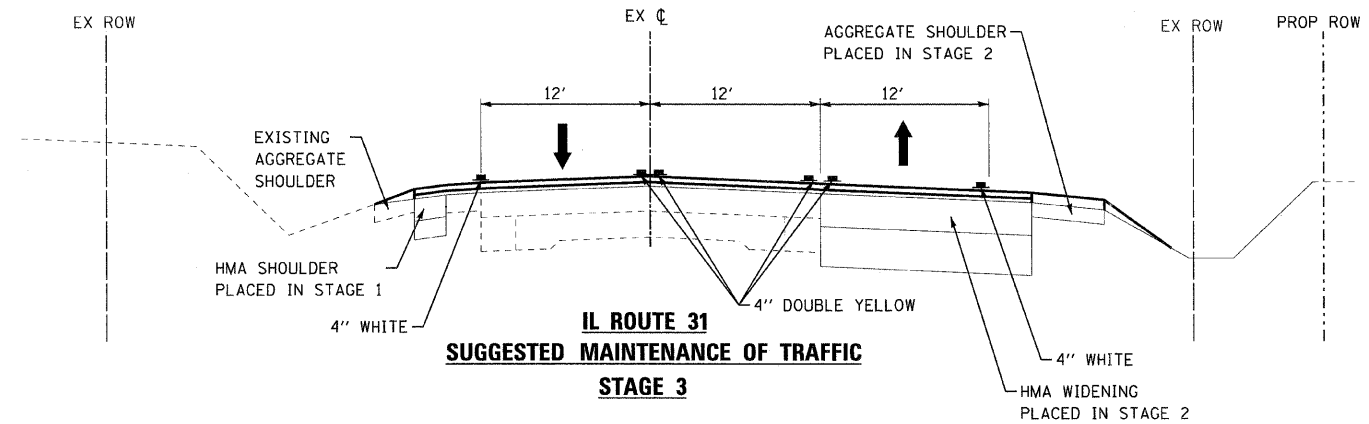 EX ROW
EX ℄
EX ROW
PROP ROW
AGGREGATE SHOULDER
PLACED IN STAGE 2
12'
12'
12'
EXISTING
AGGREGATE
SHOULDER
HMA SHOULDER
PLACED IN STAGE 1
4" WHITE
4" DOUBLE YELLOW
4" WHITE
HMA WIDENING
PLACED IN STAGE 2
IL ROUTE 31
SUGGESTED MAINTENANCE OF TRAFFIC
STAGE 3